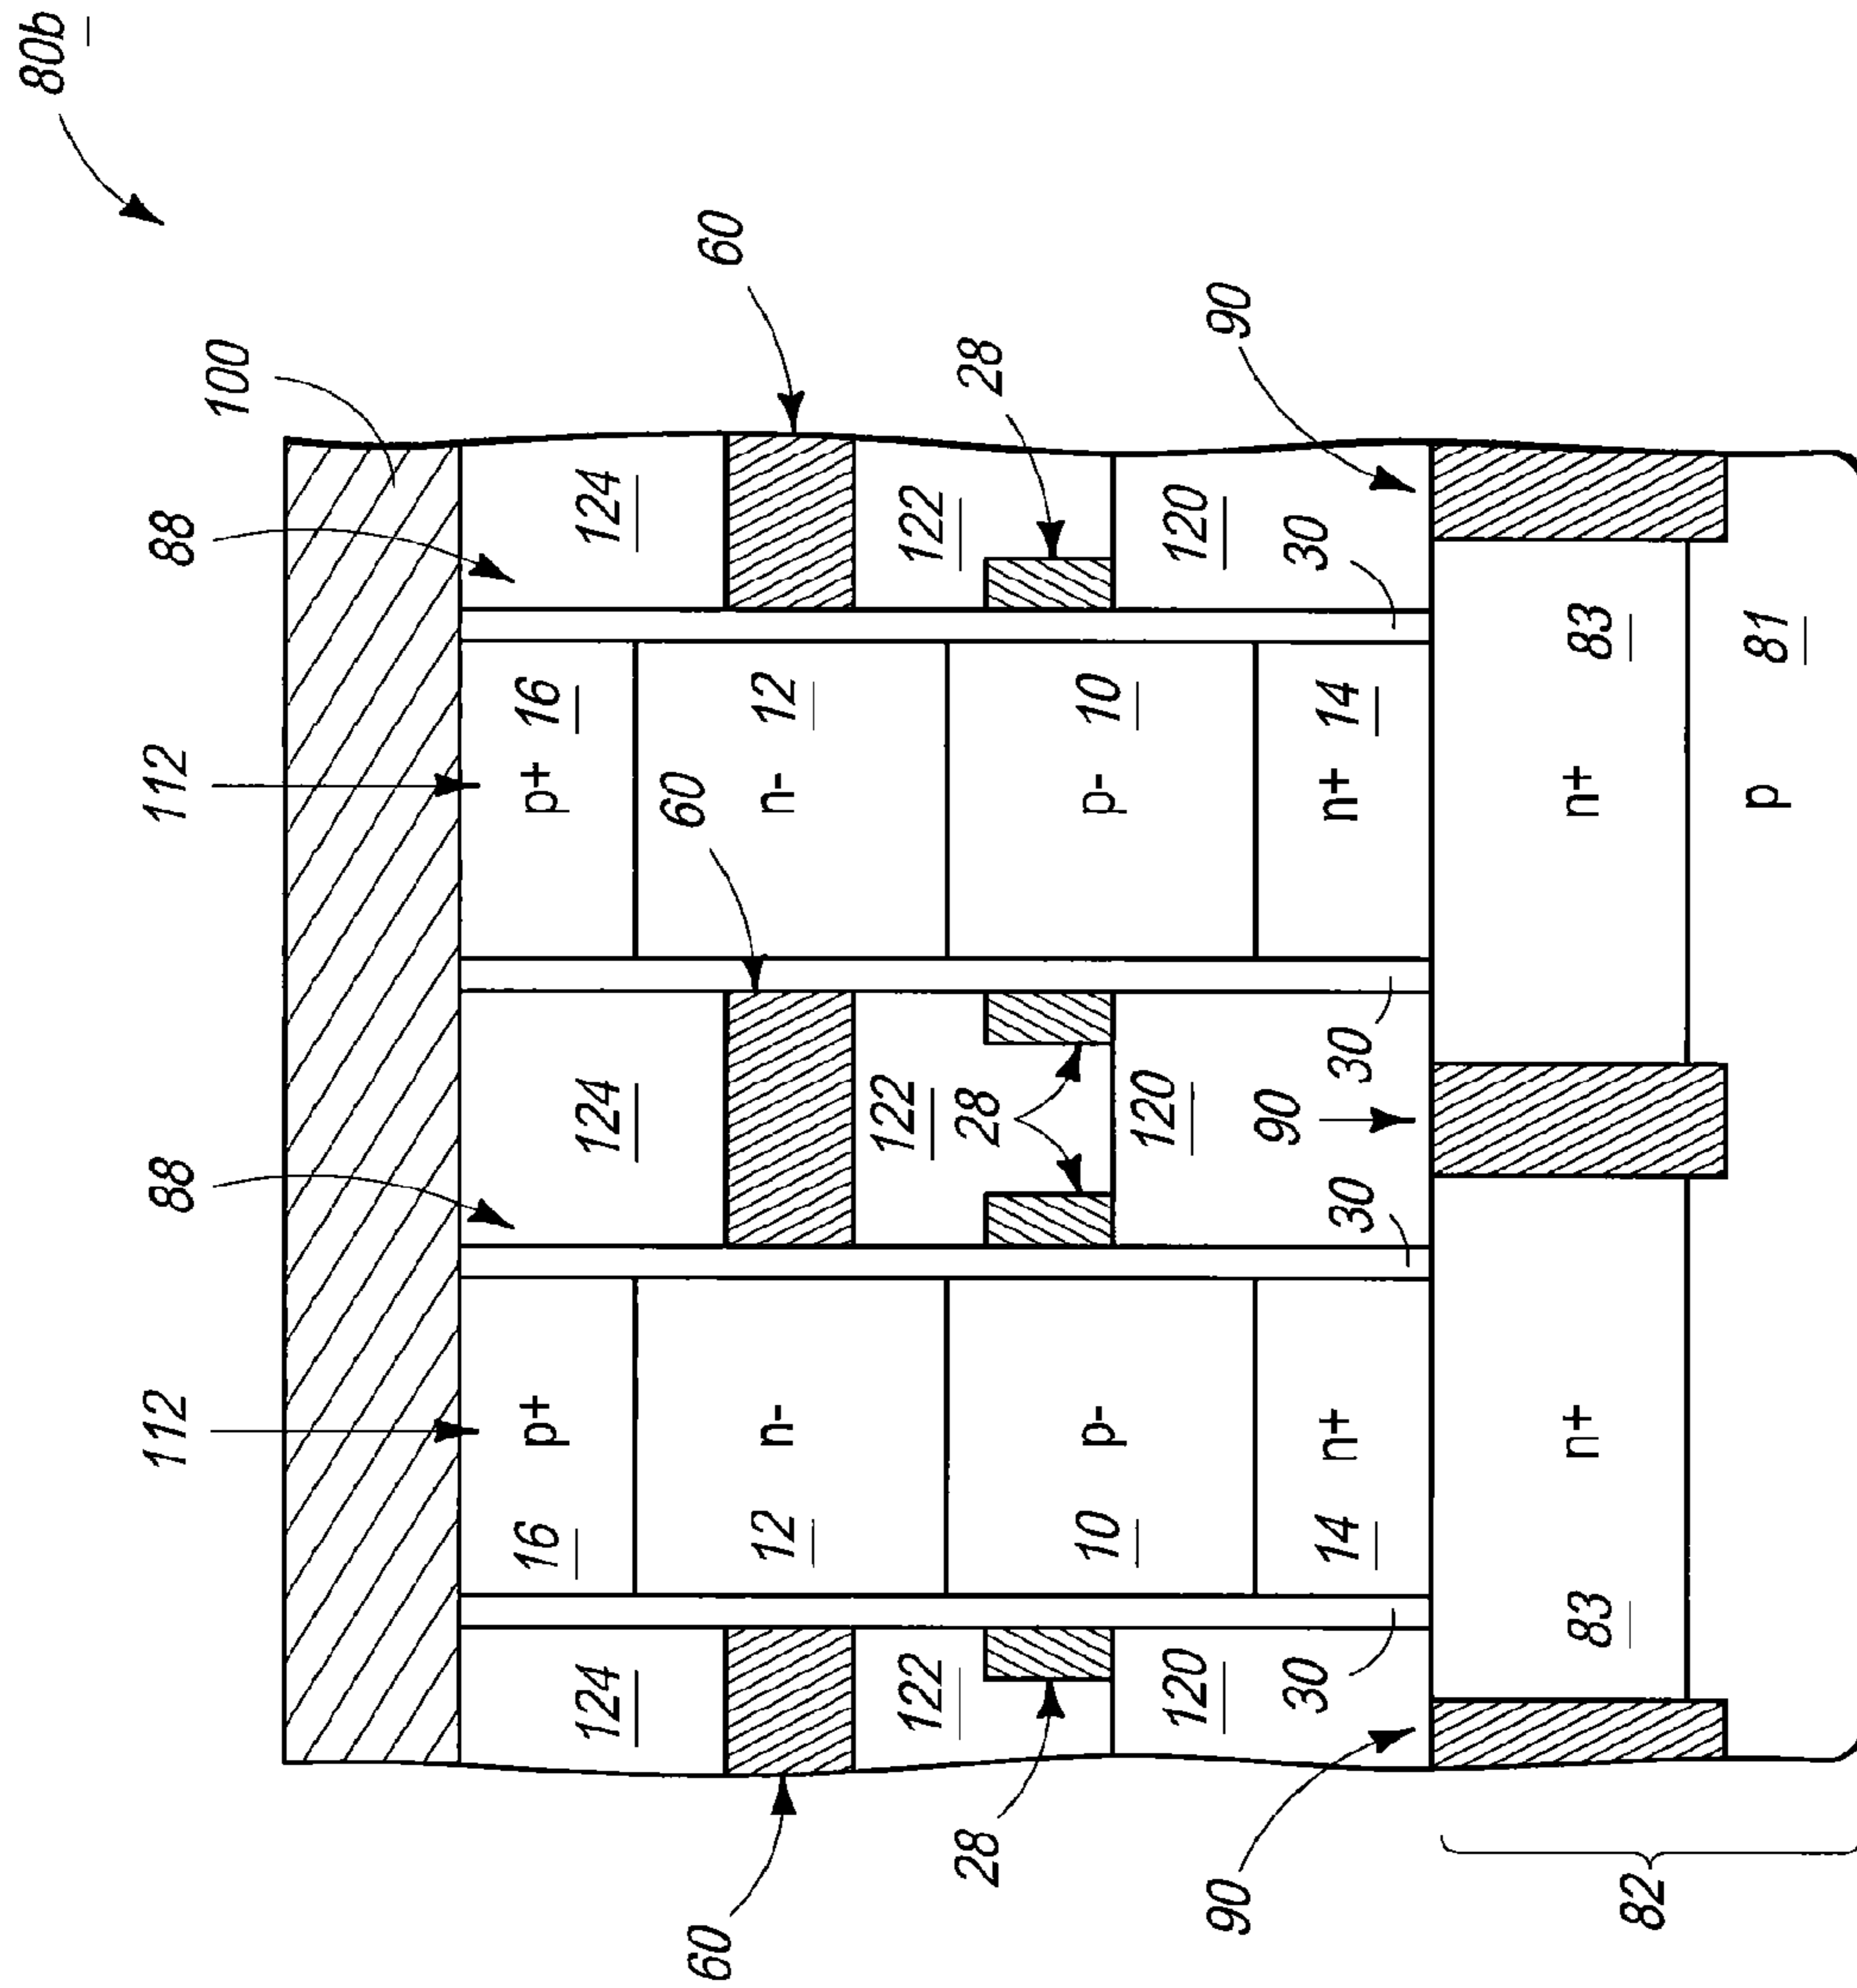 80b
112 88 112 88
100
16 p+ p+ 16
124 124 124
60 60 60
12 n- n- 12
122 122 122
28 28 28
10 p- p- 10
120 120 120
90 90 90
30 30 30 30
14 n+ n+ 14
83 n+ n+ 83
82
p 81